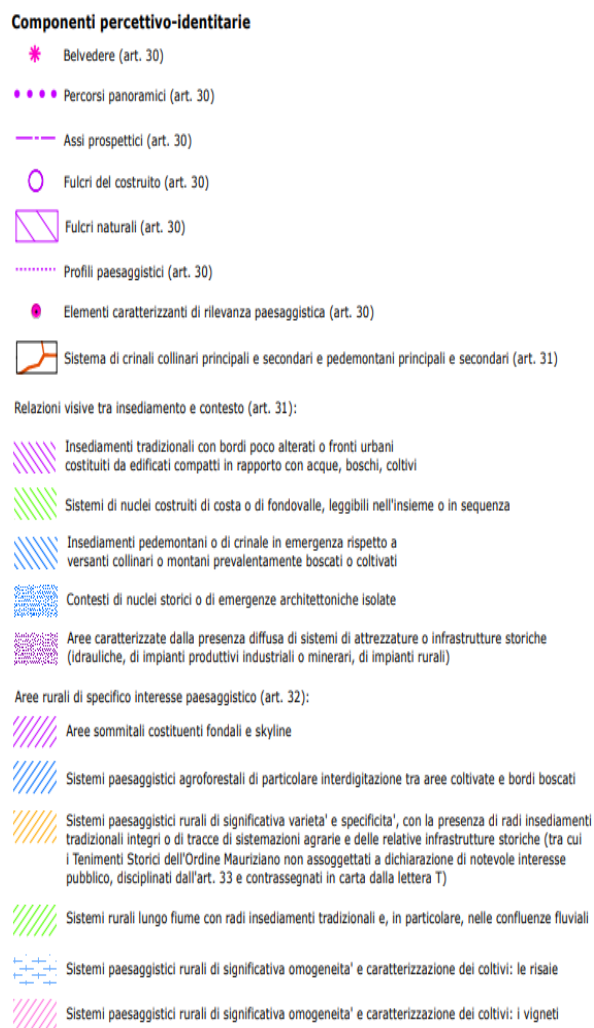 Componenti percettivo-identitarie
Belvedere (art. 30)
Percorsi panoramici (art. 30)
Assi prospettici (art. 30)
Fulcri del costruito (art. 30)
Fulcri naturali (art. 30)
Profili paesaggistici (art. 30)
Elementi caratterizzanti di rilevanza paesaggistica (art. 30)
Sistema di crinali collinari principali e secondari e pedemontani principali e secondari (art. 31)
Relazioni visive tra insediamento e contesto (art. 31):
Insediamenti tradizionali con bordi poco alterati o fronti urbani
costituiti da edificati compatti in rapporto con acque, boschi, coltivi
Sistemi di nuclei costruiti di costa o di fondovalle, leggibili nell'insieme o in sequenza
Insediamenti pedemontani o di crinale in emergenza rispetto a
versanti collinari o montani prevalentemente boscati o coltivati
Contesti di nuclei storici o di emergenze architettoniche isolate
Aree caratterizzate dalla presenza diffusa di sistemi di attrezzature o infrastrutture storiche
(idrauliche, di impianti produttivi industriali o minerari, di impianti rurali)
Aree rurali di specifico interesse paesaggistico (art. 32):
Aree sommitali costituenti fondali e skyline
Sistemi paesaggistici agroforestali di particolare interdigitazione tra aree coltivate e bordi boscati
Sistemi paesaggistici rurali di significativa varieta' e specificita', con la presenza di radi insediamenti
tradizionali integri o di tracce di sistemazioni agrarie e delle relative infrastrutture storiche (tra cui
i Tenimenti Storici dell'Ordine Mauriziano non assoggettati a dichiarazione di notevole interesse
pubblico, disciplinati dall'art. 33 e contrassegnati in carta dalla lettera T)
Sistemi rurali lungo fiume con radi insediamenti tradizionali e, in particolare, nelle confluenze fluviali
Sistemi paesaggistici rurali di significativa omogeneita' e caratterizzazione dei coltivi: le risaie
Sistemi paesaggistici rurali di significativa omogeneita' e caratterizzazione dei coltivi: i vigneti